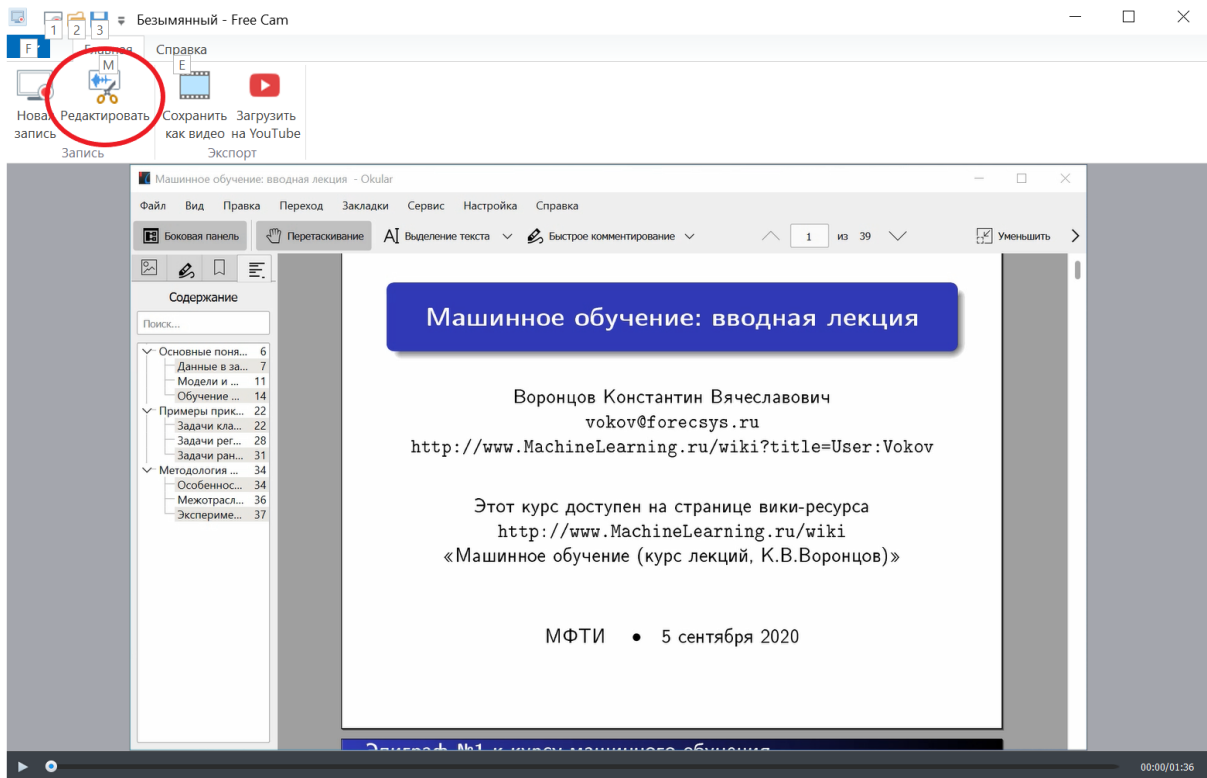 Безымянный - Free Cam
1 2 3
F
Главная Справка
M E
Новая запись
Редактировать
Сохранить как видео
Загрузить на YouTube
Запись Экспорт
Машинное обучение: вводная лекция - Okular
Файл Вид Правка Переход Закладки Сервис Настройка Справка
Боковая панель Перетаскивание Выделение текста Быстрое комментирование 1 из 39 Уменьшить
Содержание
Поиск...
Основные поня... 6
Данные в за... 7
Модели и ... 11
Обучение ... 14
Примеры прик... 22
Задачи кла... 22
Задачи рег... 28
Задачи ран... 31
Методология ... 34
Особеннос... 34
Межотрасл... 36
Экспериме... 37
Машинное обучение: вводная лекция
Воронцов Константин Вячеславович
vokov@forecsys.ru
http://www.MachineLearning.ru/wiki?title=User:Vokov
Этот курс доступен на странице вики-ресурса
http://www.MachineLearning.ru/wiki
«Машинное обучение (курс лекций, К.В.Воронцов)»
МФТИ • 5 сентября 2020
Эпиграф №1 к курсу машинного обучения
00:00/01:36